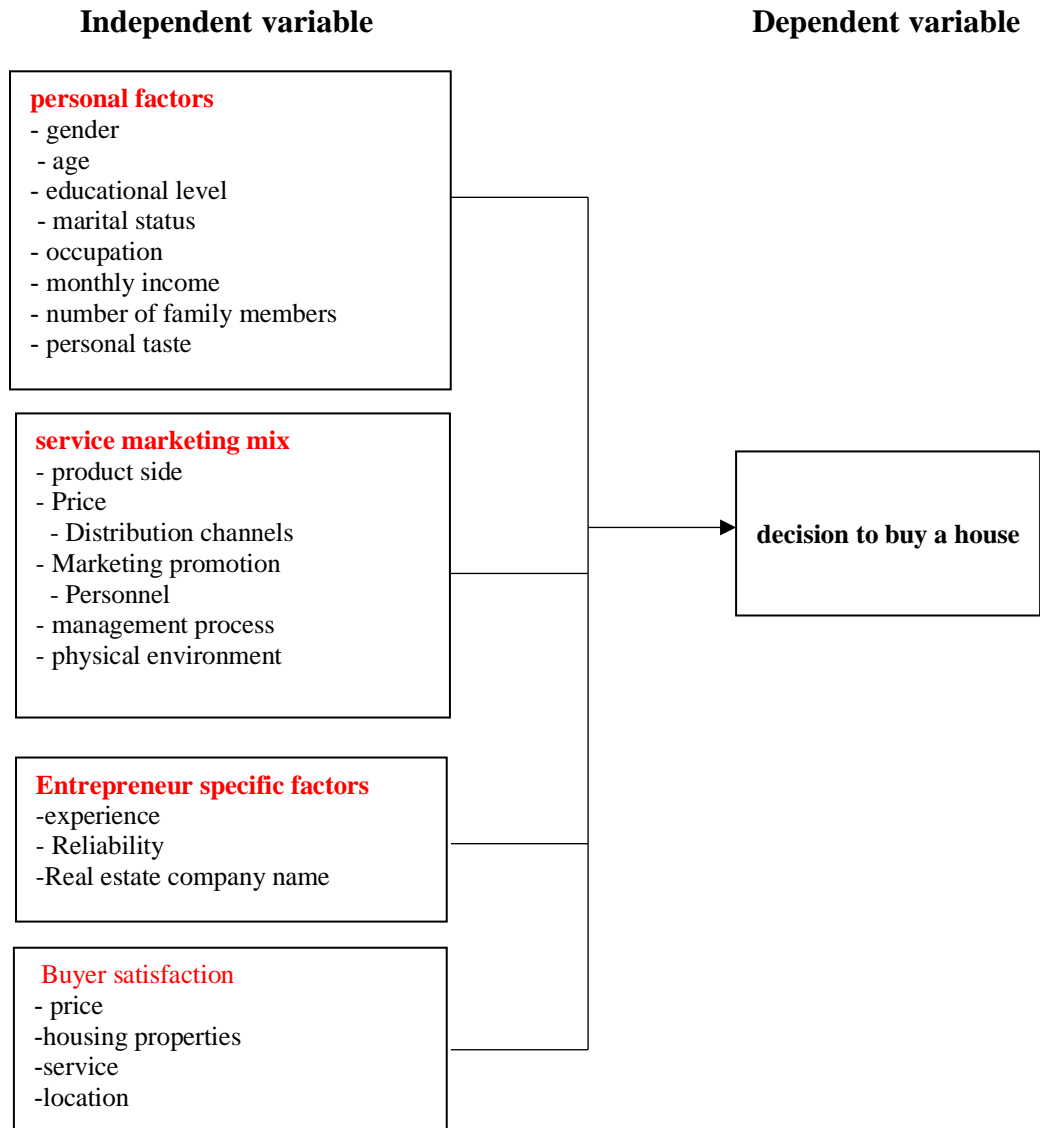 Independent variable
Dependent variable
personal factors
- gender
- age
- educational level
- marital status
- occupation
- monthly income
- number of family members
- personal taste
service marketing mix
- product side
- Price
- Distribution channels
- Marketing promotion
- Personnel
- management process
- physical environment
decision to buy a house
Entrepreneur specific factors
-experience
- Reliability
-Real estate company name
Buyer satisfaction
- price
-housing properties
-service
-location